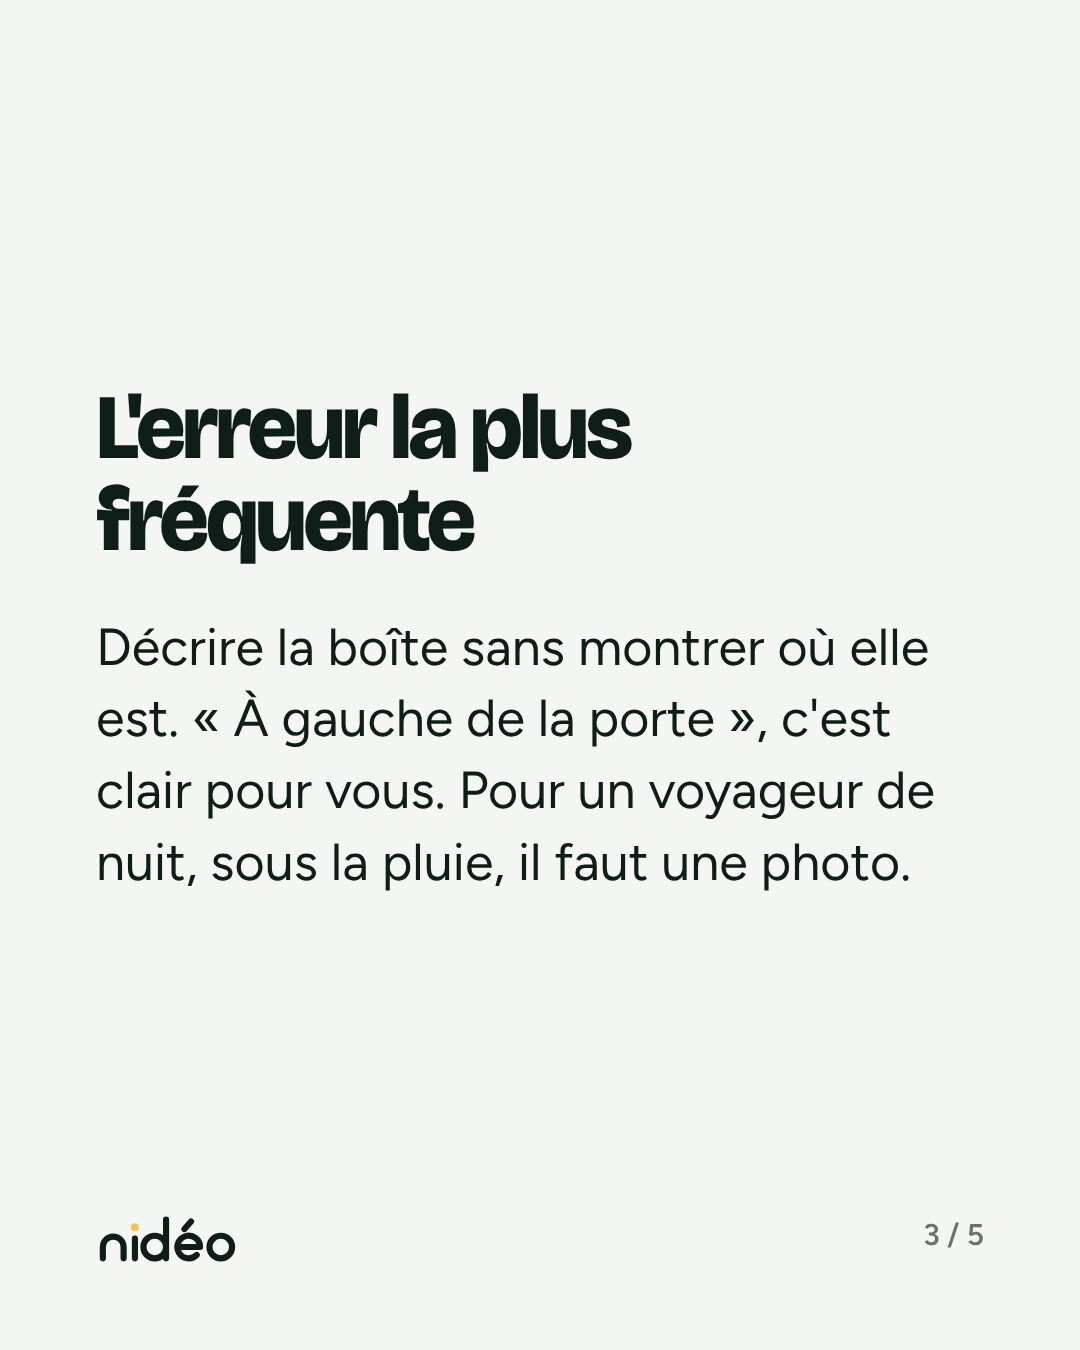 L'erreur la plus
fréquente
Décrire la boîte sans montrer où elle
est. « À gauche de la porte », c'est
clair pour vous. Pour un voyageur de
nuit, sous la pluie, il faut une photo.
nidéo
3 / 5